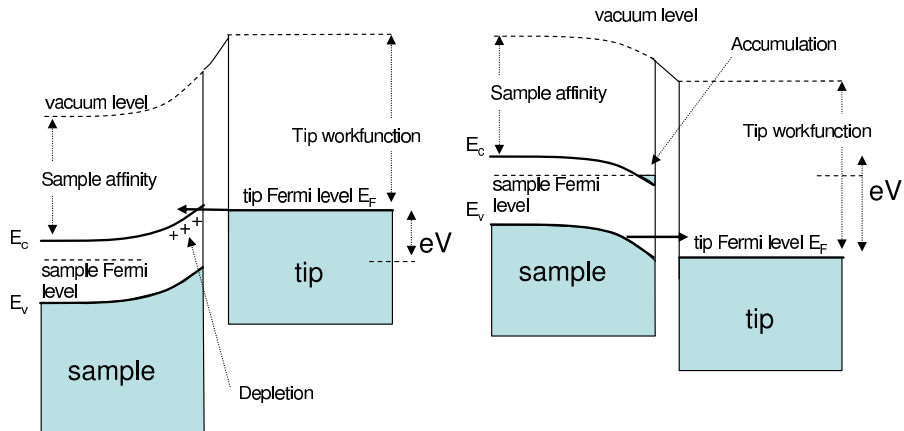 vacuum level
Sample affinity
Tip workfunction
E_c
tip Fermi level E_F
+ + +
eV
sample Fermi
level
E_v
tip
sample
Depletion
vacuum level
Accumulation
Sample affinity
Tip workfunction
E_c
eV
sample Fermi
level
E_v
tip Fermi level E_F
sample
tip